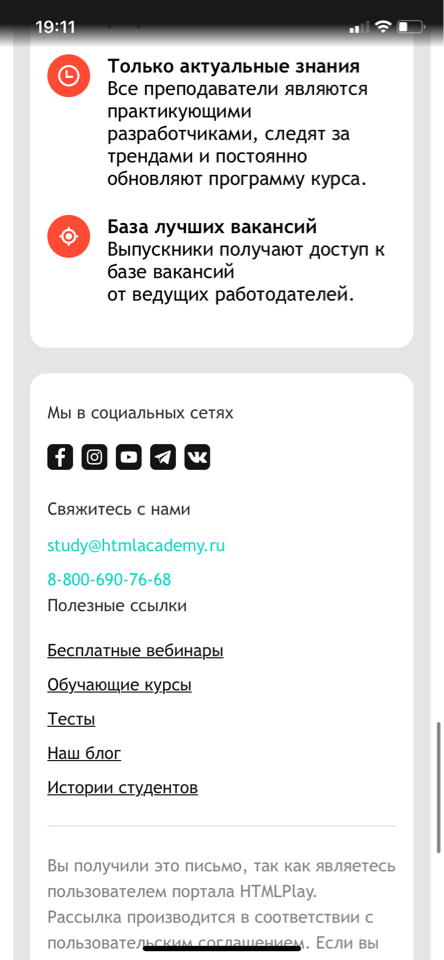 19:11
Только актуальные знания
Все преподаватели являются
практикующими
разработчиками, следят за
трендами и постоянно
обновляют программу курса.
База лучших вакансий
Выпускники получают доступ к
базе вакансий
от ведущих работодателей.
Мы в социальных сетях
Свяжитесь с нами
study@htmlacademy.ru
8-800-690-76-68
Полезные ссылки
Бесплатные вебинары
Обучающие курсы
Тесты
Наш блог
Истории студентов
Вы получили это письмо, так как являетесь
пользователем портала HTMLPlay.
Рассылка производится в соответствии с
пользовательским соглашением. Если вы